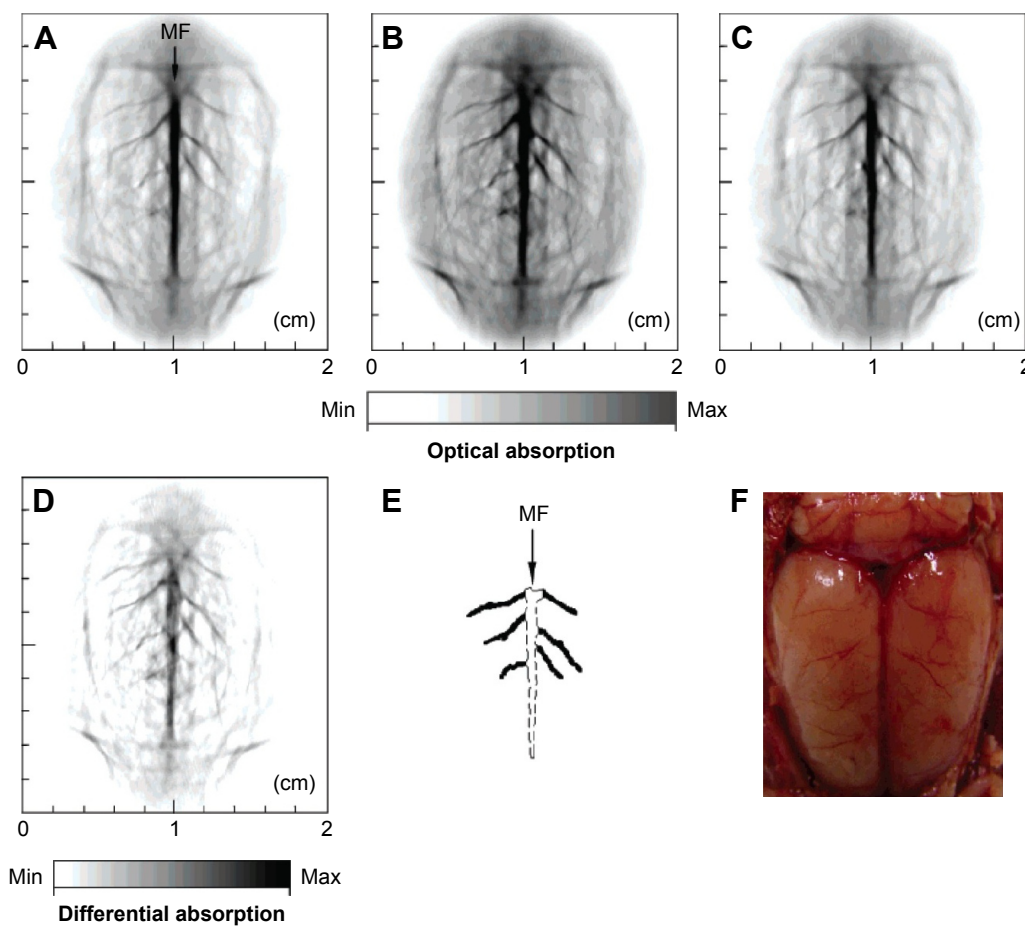 A
MF
(cm)
0 1 2
B
(cm)
0 1 2
C
(cm)
0 1 2
Min Max
Optical absorption
D
(cm)
0 1 2
Min Max
Differential absorption
E
MF
F